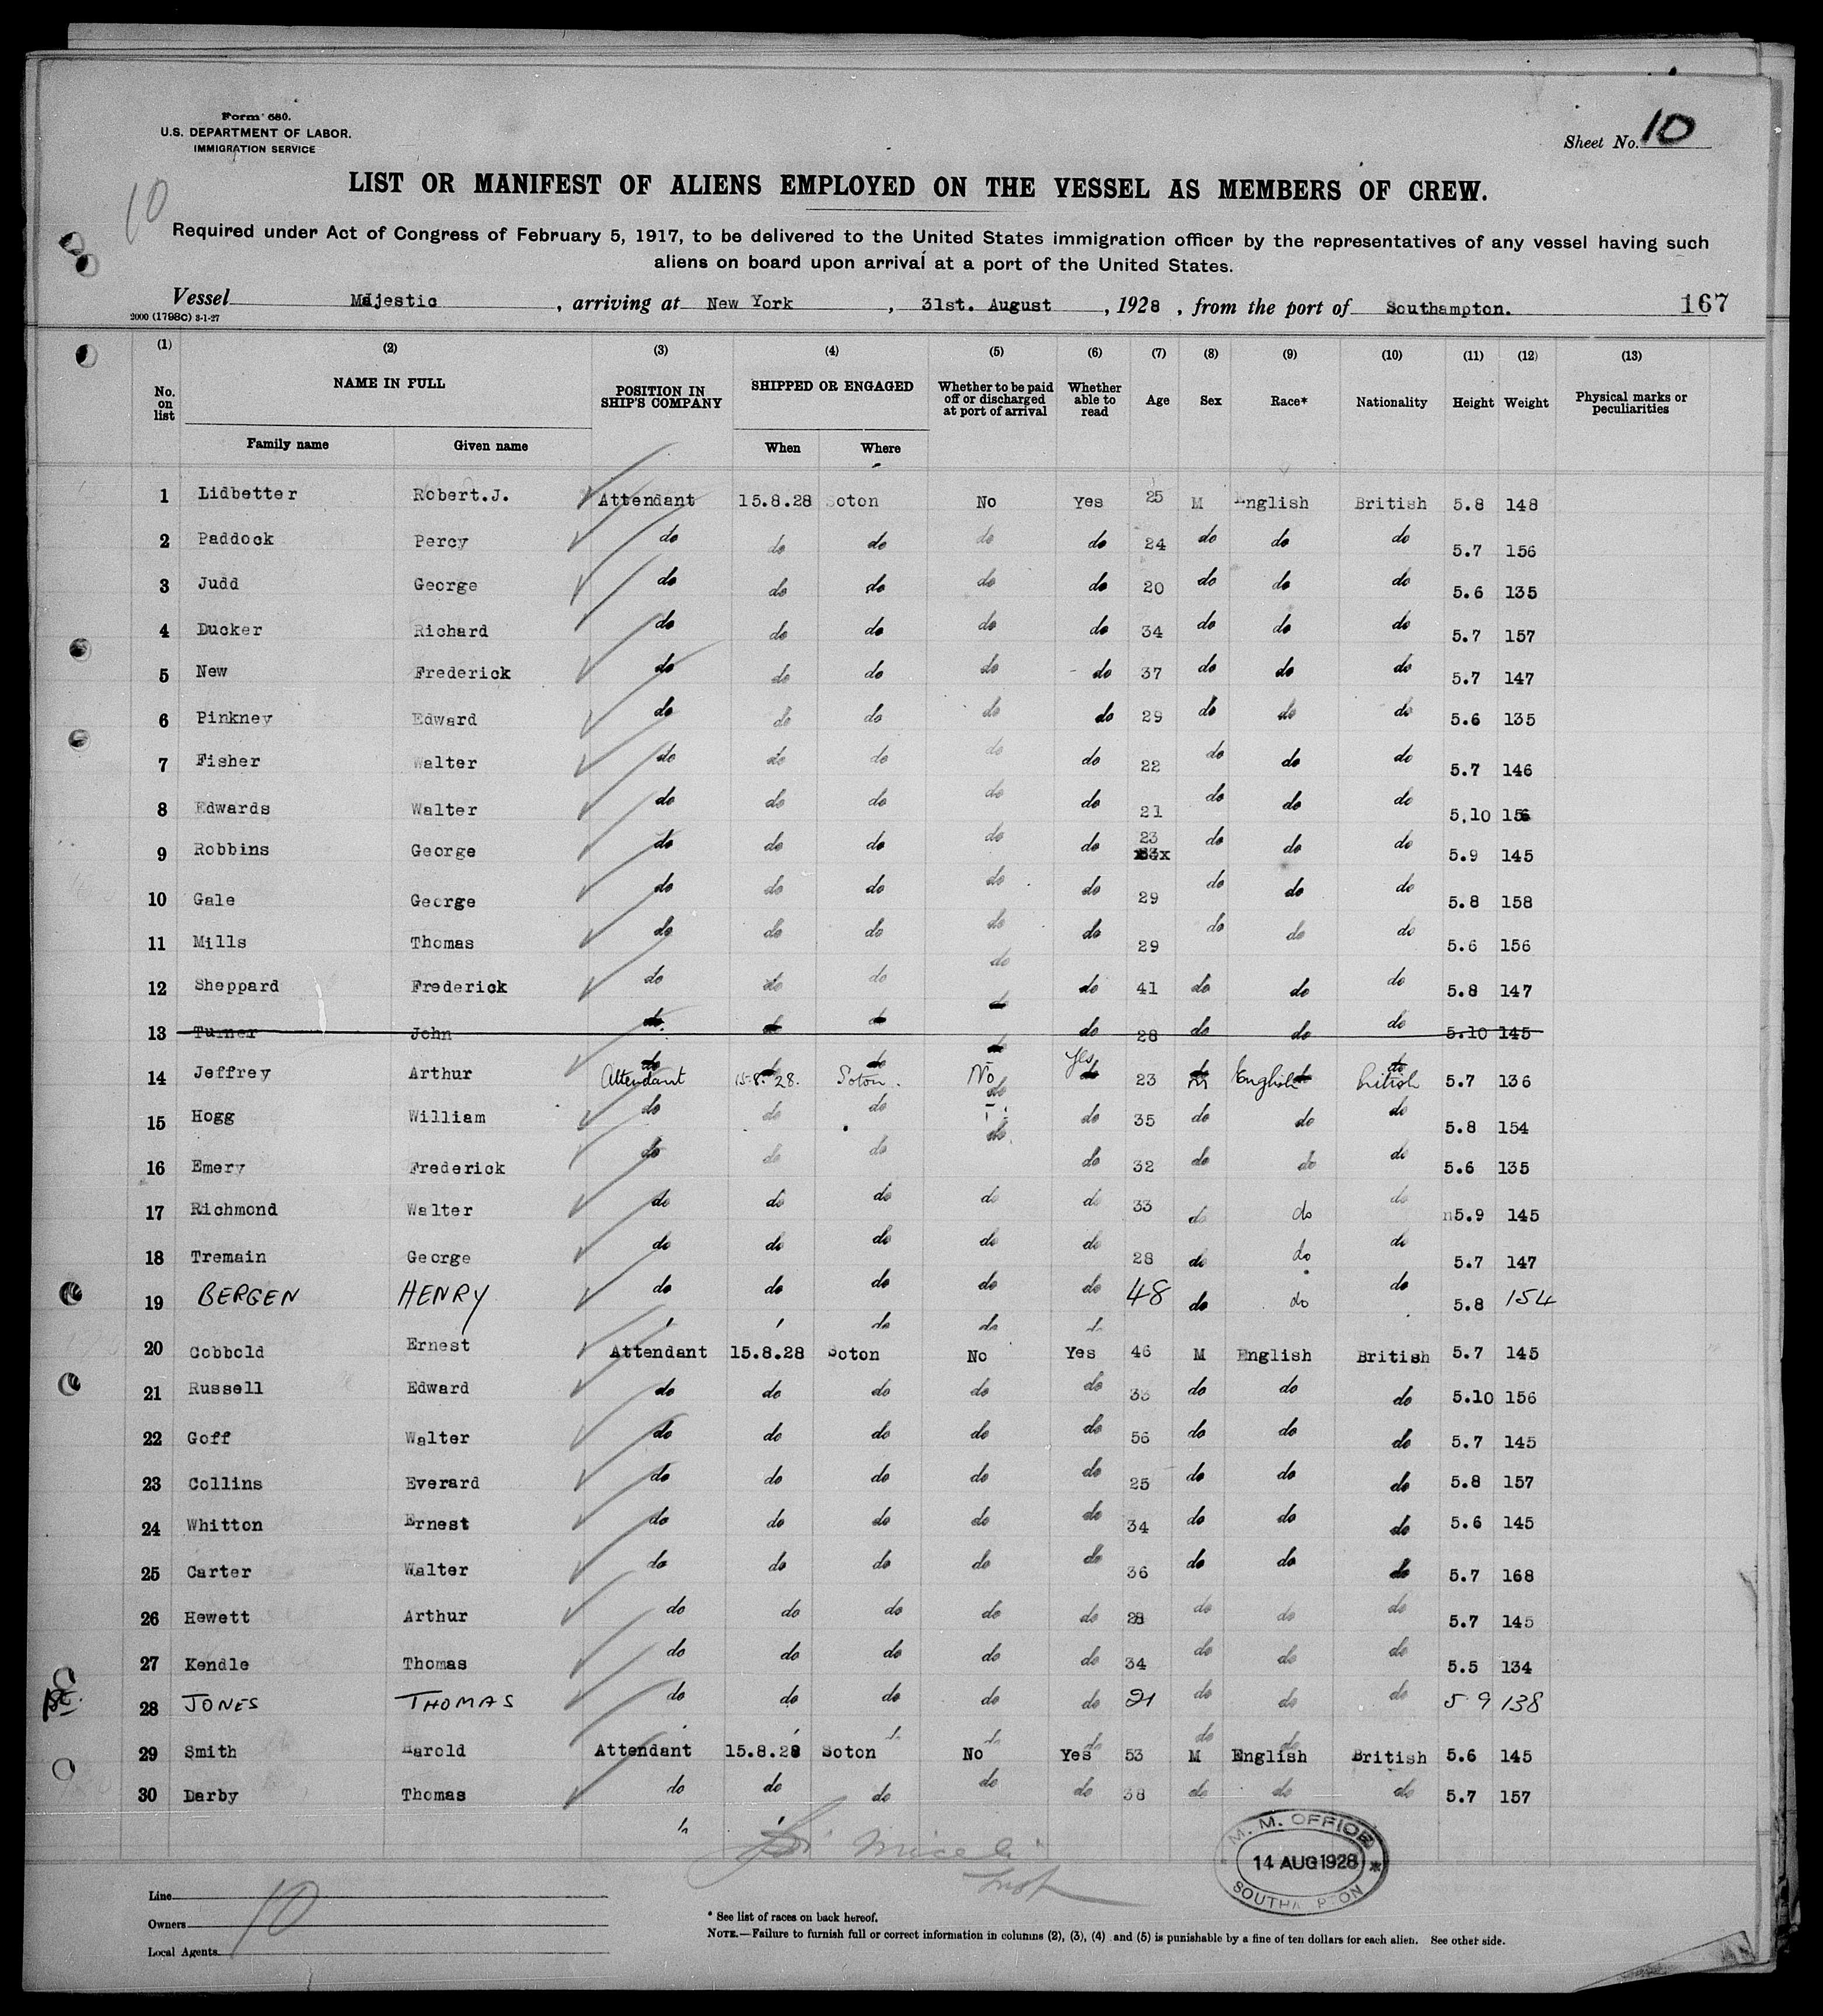 Form 680.
U.S. DEPARTMENT OF LABOR.
IMMIGRATION SERVICE
Sheet No. 10
10
LIST OR MANIFEST OF ALIENS EMPLOYED ON THE VESSEL AS MEMBERS OF CREW.
Required under Act of Congress of February 5, 1917, to be delivered to the United States immigration officer by the representatives of any vessel having such
aliens on board upon arrival at a port of the United States.
Vessel Majestic, arriving at New York, 31st. August, 1928, from the port of Southampton. 167
2000 (1798C) 3-1-27
(1) (2) (3) (4) (5) (6) (7) (8) (9) (10) (11) (12) (13)
No. on list NAME IN FULL POSITION IN SHIP'S COMPANY SHIPPED OR ENGAGED Whether to be paid off or discharged at port of arrival Whether able to read Age Sex Race* Nationality Height Weight Physical marks or peculiarities
Family name Given name When Where
1 Lidbetter Robert.J. Attendant 15.8.28 Soton No Yes 25 M English British 5.8 148
2 Paddock Percy do do do do do 24 do do do 5.7 156
3 Judd George do do do do do 20 do do do 5.6 135
4 Ducker Richard do do do do do 34 do do do 5.7 157
5 New Frederick do do do do do 37 do do do 5.7 147
6 Pinkney Edward do do do do do 29 do do do 5.6 135
7 Fisher Walter do do do do do 22 do do do 5.7 146
8 Edwards Walter do do do do do 21 do do do 5.10 156
9 Robbins George do do do do do 23 do do do 5.9 145
10 Gale George do do do do do 29 do do do 5.8 158
11 Mills Thomas do do do do do 29 do do do 5.6 156
12 Sheppard Frederick do do do do do 41 do do do 5.8 147
13 Turner John do do do do do 28 do do do 5.10 145
14 Jeffrey Arthur Attendant 15.8.28. Soton. No Yes 23 M English British 5.7 136
15 Hogg William do do do do do 35 do do do 5.8 154
16 Emery Frederick do do do do do 32 do do do 5.6 135
17 Richmond Walter do do do do do 33 do do do 5.9 145
18 Tremain George do do do do do 28 do do do 5.7 147
19 BERGEN HENRY do do do do do 48 do do do 5.8 154
20 Cobbold Ernest Attendant 15.8.28 Soton No Yes 46 M English British 5.7 145
21 Russell Edward do do do do do do do do 5.10 156
22 Goff Walter do do do do do 56 do do do 5.7 145
23 Collins Everard do do do do do 25 do do do 5.8 157
24 Whitton Ernest do do do do do 34 do do do 5.6 145
25 Carter Walter do do do do do 36 do do do 5.7 168
26 Hewett Arthur do do do do do 28 do do do 5.7 145
27 Kendle Thomas do do do do do 34 do do do 5.5 134
28 JONES THOMAS do do do do do 21 do do do 5 9 138
29 Smith Harold Attendant 15.8.28 Soton No Yes 53 M English British 5.6 145
30 Darby Thomas do do do do do 38 do do do 5.7 157
M. M. OFFICE
14 AUG 1928
SOUTHAMPTON
Line
Owners
Local Agents
10
* See list of races on back hereof.
NOTE.—Failure to furnish full or correct information in columns (2), (3), (4) and (5) is punishable by a fine of ten dollars for each alien. See other side.